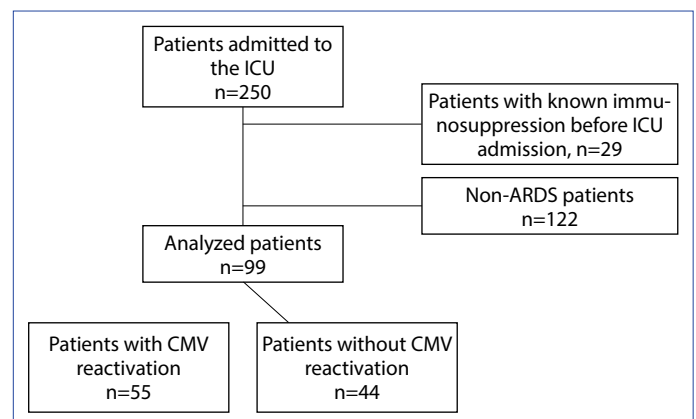 Patients admitted to
the ICU
n=250
Patients with known immu-
nosuppression before ICU
admission, n=29
Non-ARDS patients
n=122
Analyzed patients
n=99
Patients with CMV
reactivation
n=55
Patients without CMV
reactivation
n=44